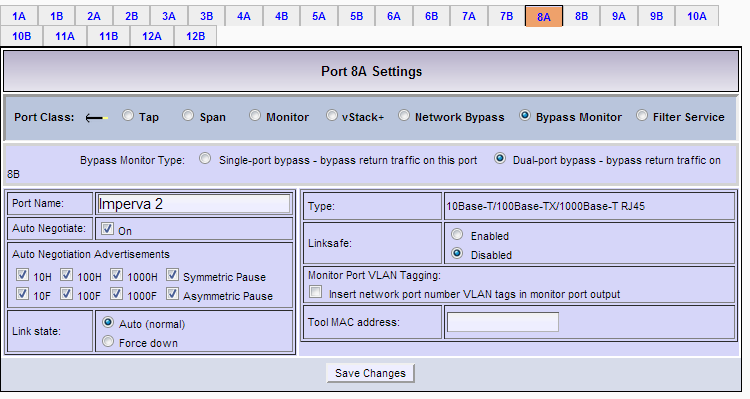 1A 1B 2A 2B 3A 3B 4A 4B 5A 5B 6A 6B 7A 7B 8A 8B 9A 9B 10A
10B 11A 11B 12A 12B
Port 8A Settings
Port Class: Tap Span Monitor vStack+ Network Bypass Bypass Monitor Filter Service
Bypass Monitor Type: Single-port bypass - bypass return traffic on this port Dual-port bypass - bypass return traffic on
8B
Port Name: Imperva 2
Auto Negotiate: On
Auto Negotiation Advertisements
10H 100H 1000H Symmetric Pause
10F 100F 1000F Asymmetric Pause
Link state: Auto (normal)
Force down
Type: 10Base-T/100Base-TX/1000Base-T RJ45
Linksafe: Enabled
Disabled
Monitor Port VLAN Tagging:
Insert network port number VLAN tags in monitor port output
Tool MAC address:
Save Changes